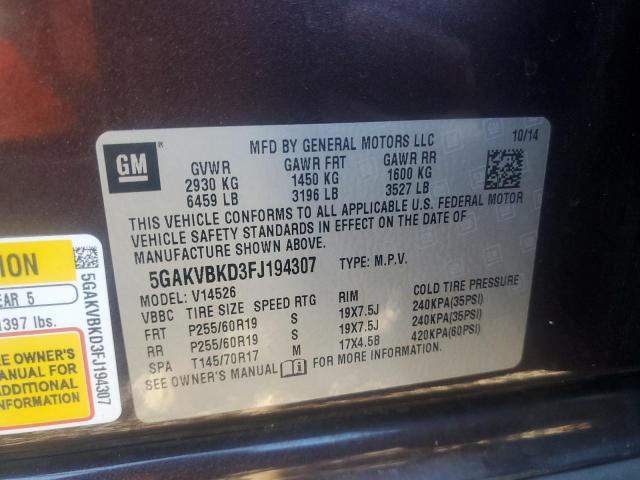 GM
MFD BY GENERAL MOTORS LLC 10/14
GVWR GAWR FRT GAWR RR
2930 KG 1450 KG 1600 KG
6459 LB 3196 LB 3527 LB
THIS VEHICLE CONFORMS TO ALL APPLICABLE U.S. FEDERAL MOTOR
VEHICLE SAFETY STANDARDS IN EFFECT ON THE DATE OF
MANUFACTURE SHOWN ABOVE.
5GAKVBKD3FJ194307 TYPE: M.P.V.
MODEL: V14526
VBBC TIRE SIZE SPEED RTG RIM COLD TIRE PRESSURE
FRT P255/60R19 S 19X7.5J 240KPA(35PSI)
RR P255/60R19 S 19X7.5J 240KPA(35PSI)
SPA T145/70R17 M 17X4.5B 420KPA(60PSI)
SEE OWNER'S MANUAL FOR MORE INFORMATION.
TION
EAR 5
1397 lbs.
E OWNER'S
ANUAL FOR
ADDITIONAL
INFORMATION
5GAKVBKD3FJ194307